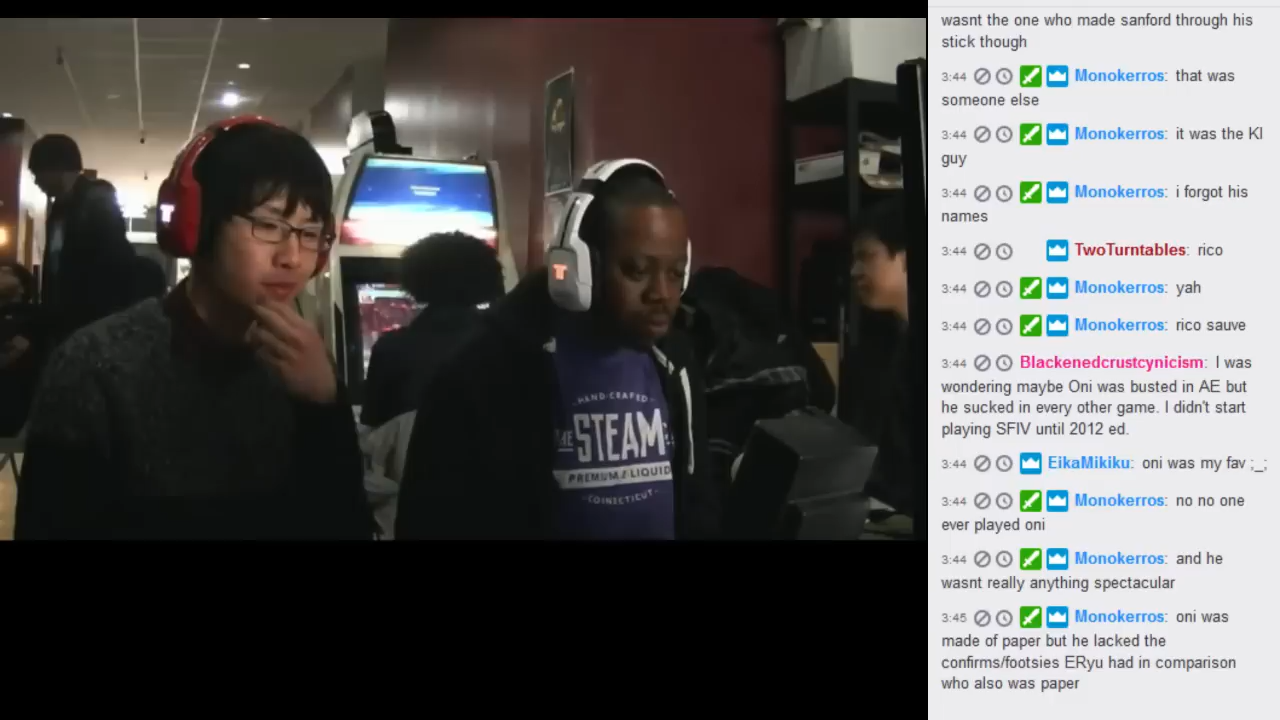 HAND-CRAFTED
THE STEAM
PREMIUM E LIQUID
CONNECTICUT
wasnt the one who made sanford through his
stick though
3:44 Monokerros: that was
someone else
3:44 Monokerros: it was the KI
guy
3:44 Monokerros: i forgot his
names
3:44 TwoTurntables: rico
3:44 Monokerros: yah
3:44 Monokerros: rico sauve
3:44 Blackenedcrustcynicism: I was
wondering maybe Oni was busted in AE but
he sucked in every other game. I didn't start
playing SFIV until 2012 ed.
3:44 EikaMikiku: oni was my fav ;_;
3:44 Monokerros: no no one
ever played oni
3:44 Monokerros: and he
wasnt really anything spectacular
3:45 Monokerros: oni was
made of paper but he lacked the
confirms/footsies ERyu had in comparison
who also was paper